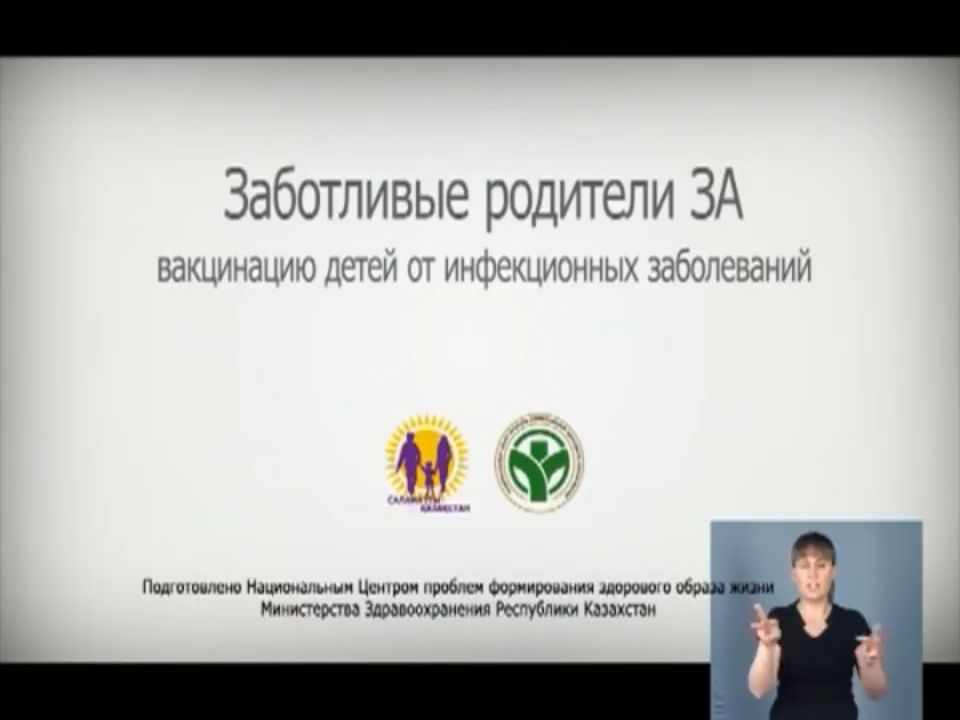 Заботливые родители ЗА
вакцинацию детей от инфекционных заболеваний
САЛАМАТТЫ
ҚАЗАҚСТАН
Подготовлено Национальным Центром проблем формирования здорового образа жизни
Министерства Здравоохранения Республики Казахстан